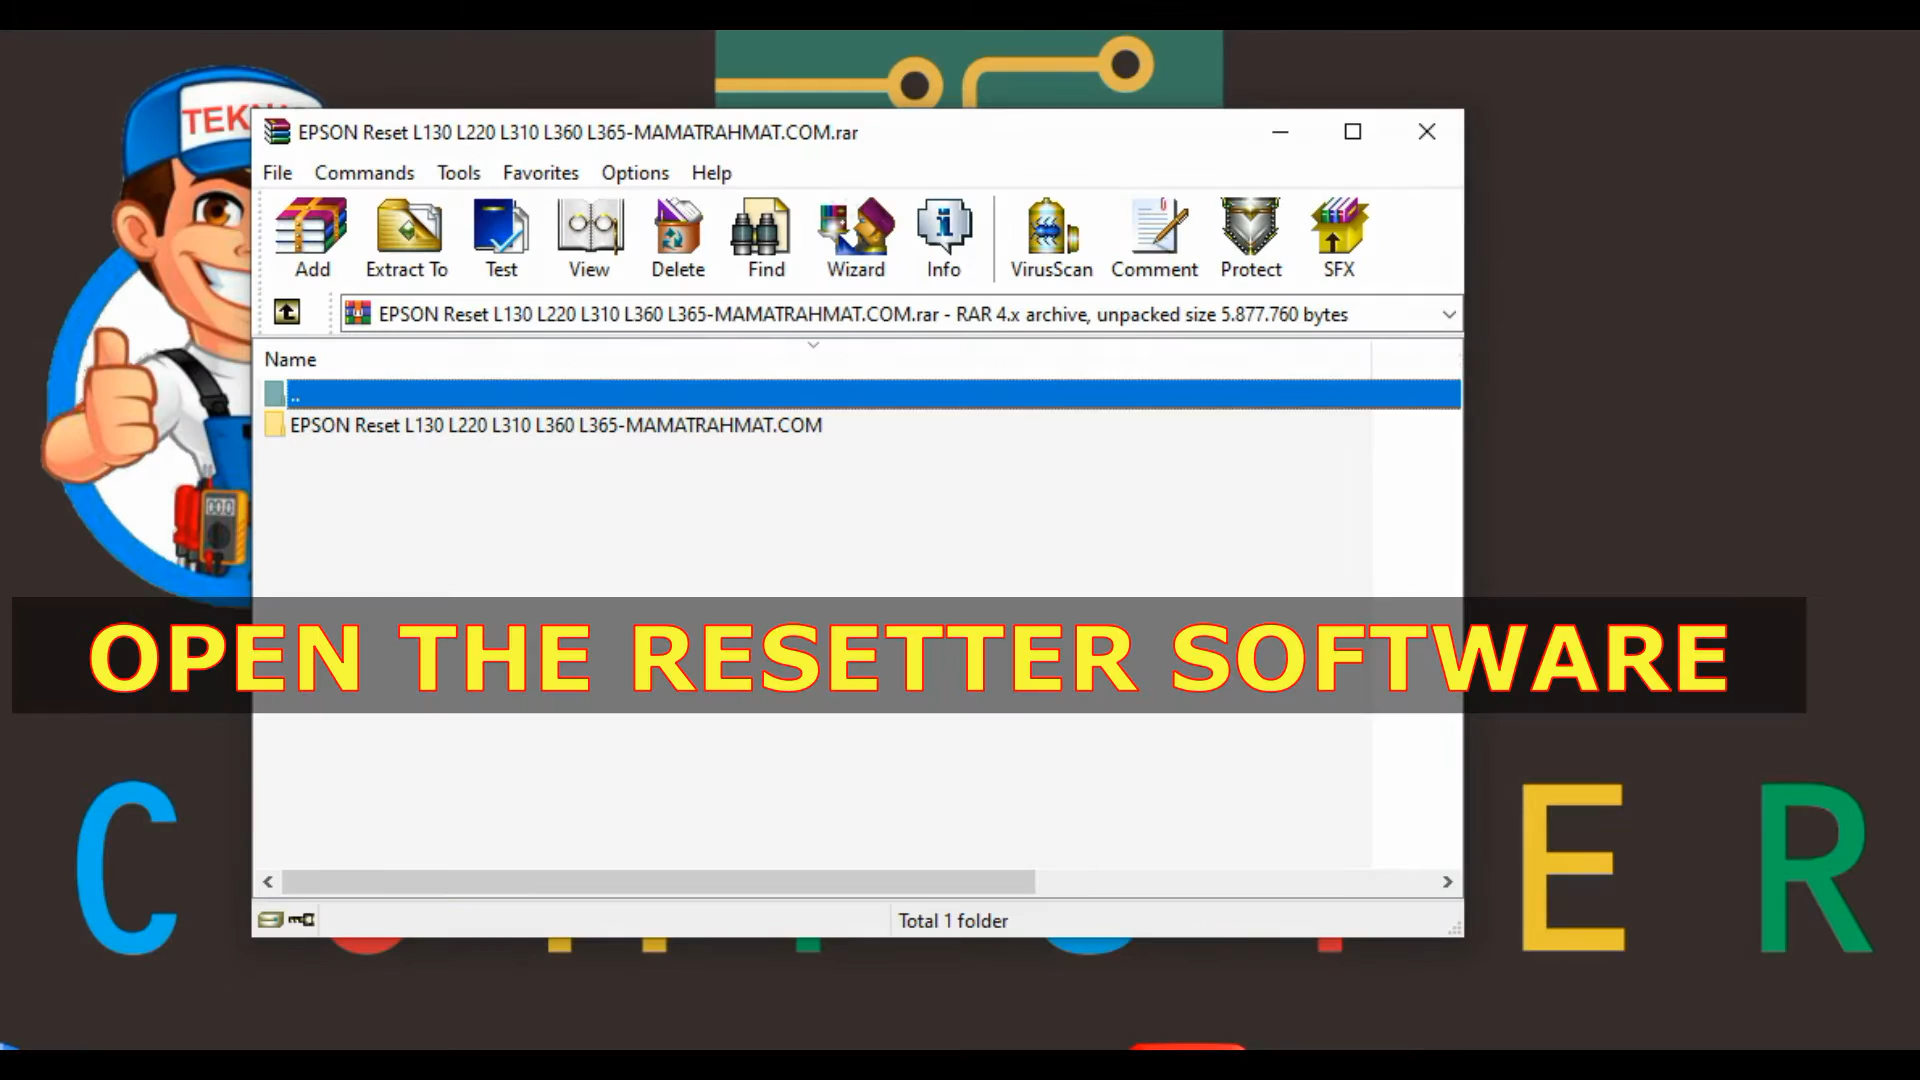 TEKN
EPSON Reset L130 L220 L310 L360 L365-MAMATRAHMAT.COM.rar
File Commands Tools Favorites Options Help
Add Extract To Test View Delete Find Wizard Info VirusScan Comment Protect SFX
EPSON Reset L130 L220 L310 L360 L365-MAMATRAHMAT.COM.rar - RAR 4.x archive, unpacked size 5.877.760 bytes
Name
..
EPSON Reset L130 L220 L310 L360 L365-MAMATRAHMAT.COM
000
OPEN THE RESETTER SOFTWARE
C E R
Total 1 folder